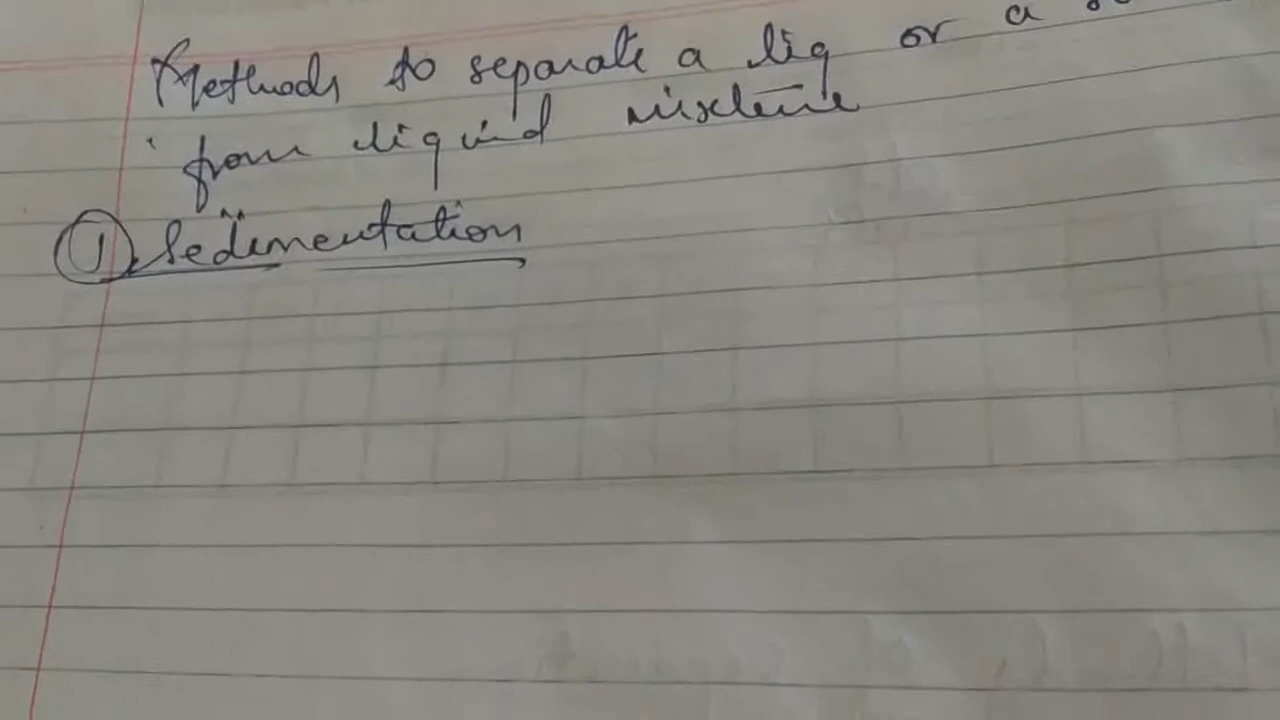 Methods to separate a liq or a
from liquid mixture
① Sedimentation